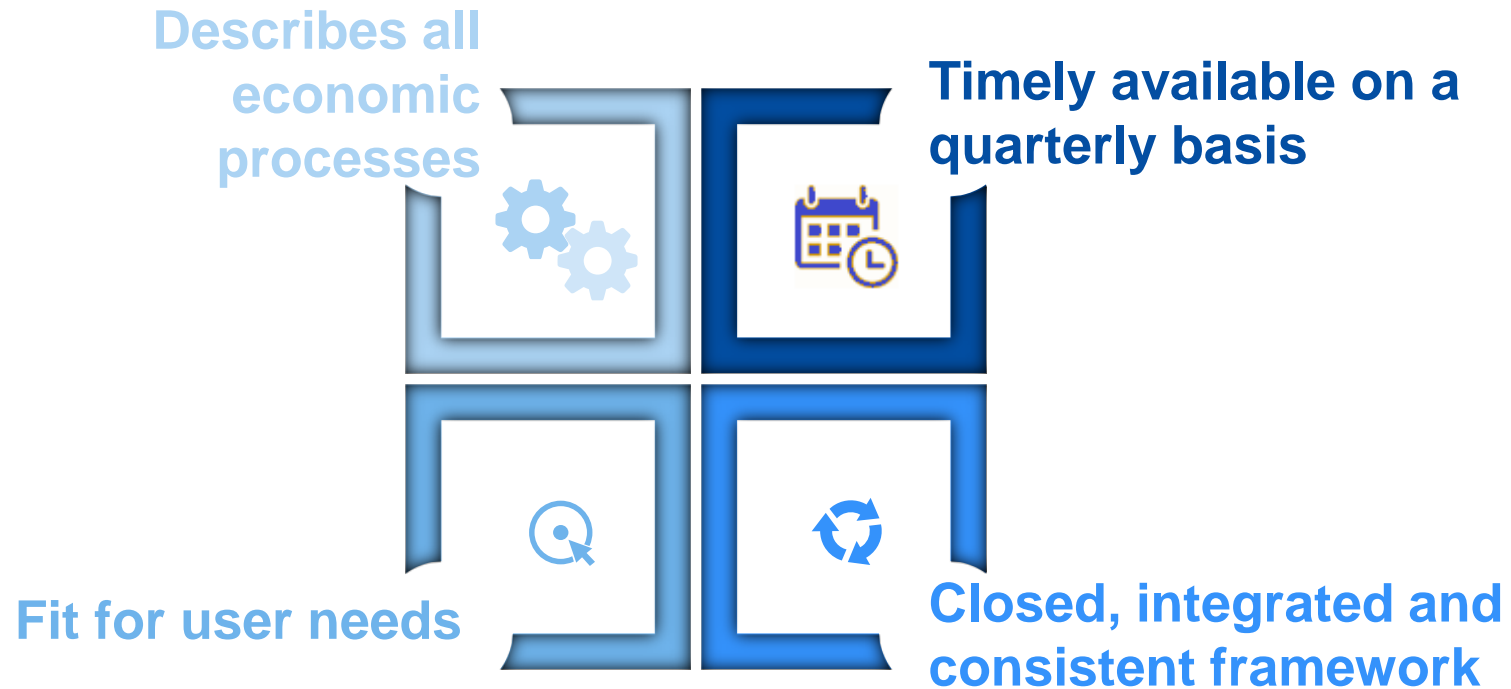 Describes all
economic
processes
Timely available on a
quarterly basis
Fit for user needs
Closed, integrated and
consistent framework